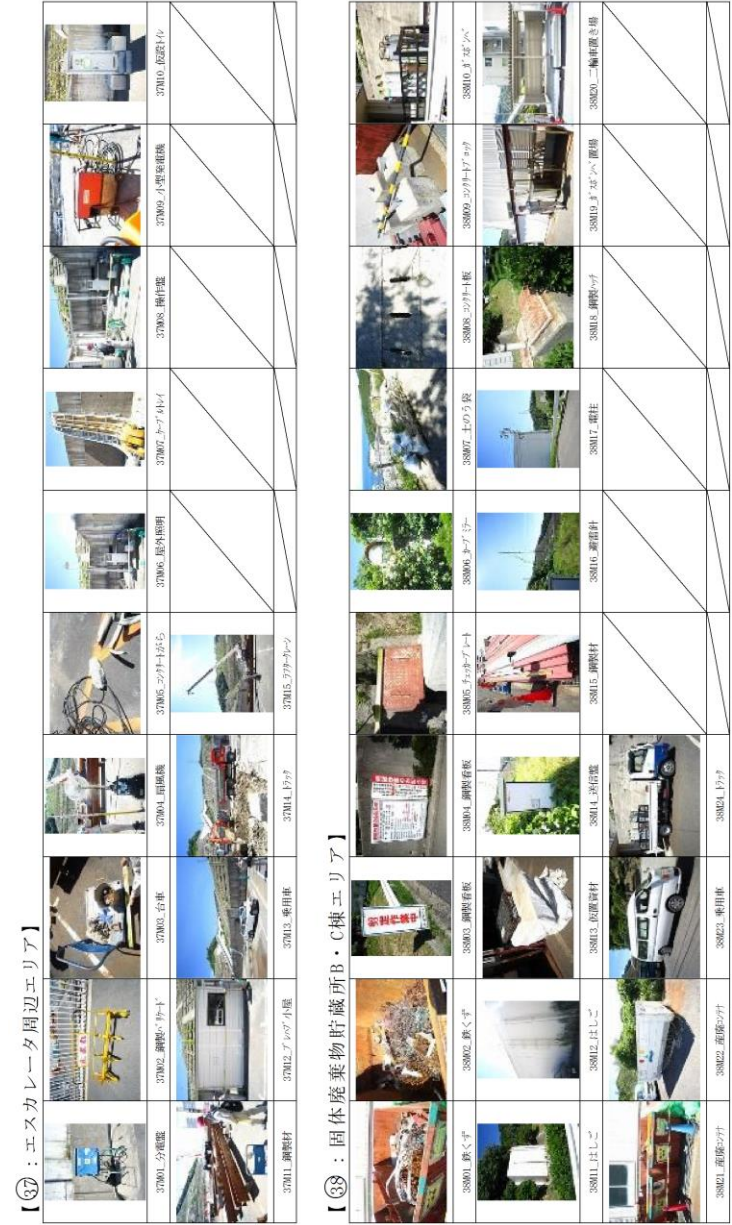 【㊲：エスカレータ周辺エリア】
37M01_分電盤
37M02_鋼製バリケード
37M03_台車
37M04_扇風機
37M05_コンクリートがら
37M06_屋外照明
37M07_ケーブルトレイ
37M08_操作盤
37M09_小型発電機
37M10_仮設トイレ
37M11_鋼製材
37M12_プレハブ小屋
37M13_乗用車
37M14_トラック
37M15_ラフタークレーン
【㊳：固体廃棄物貯蔵所B・C棟エリア】
38M01_鉄くず
38M02_鉄くず
38M03_鋼製看板
38M04_鋼製看板
38M05_チェッカープレート
38M06_カーブミラー
38M07_土のう袋
38M08_コンクリート板
38M09_コンクリートブロック
38M10_ガスボンベ
38M11_はしご
38M12_はしご
38M13_仮置資材
38M14_送信盤
38M15_鋼製材
38M16_避雷針
38M17_電柱
38M18_鋼製ハッチ
38M19_ガスボンベ置場
38M20_二輪車置き場
38M21_産廃コンテナ
38M22_産廃コンテナ
38M23_乗用車
38M24_トラック